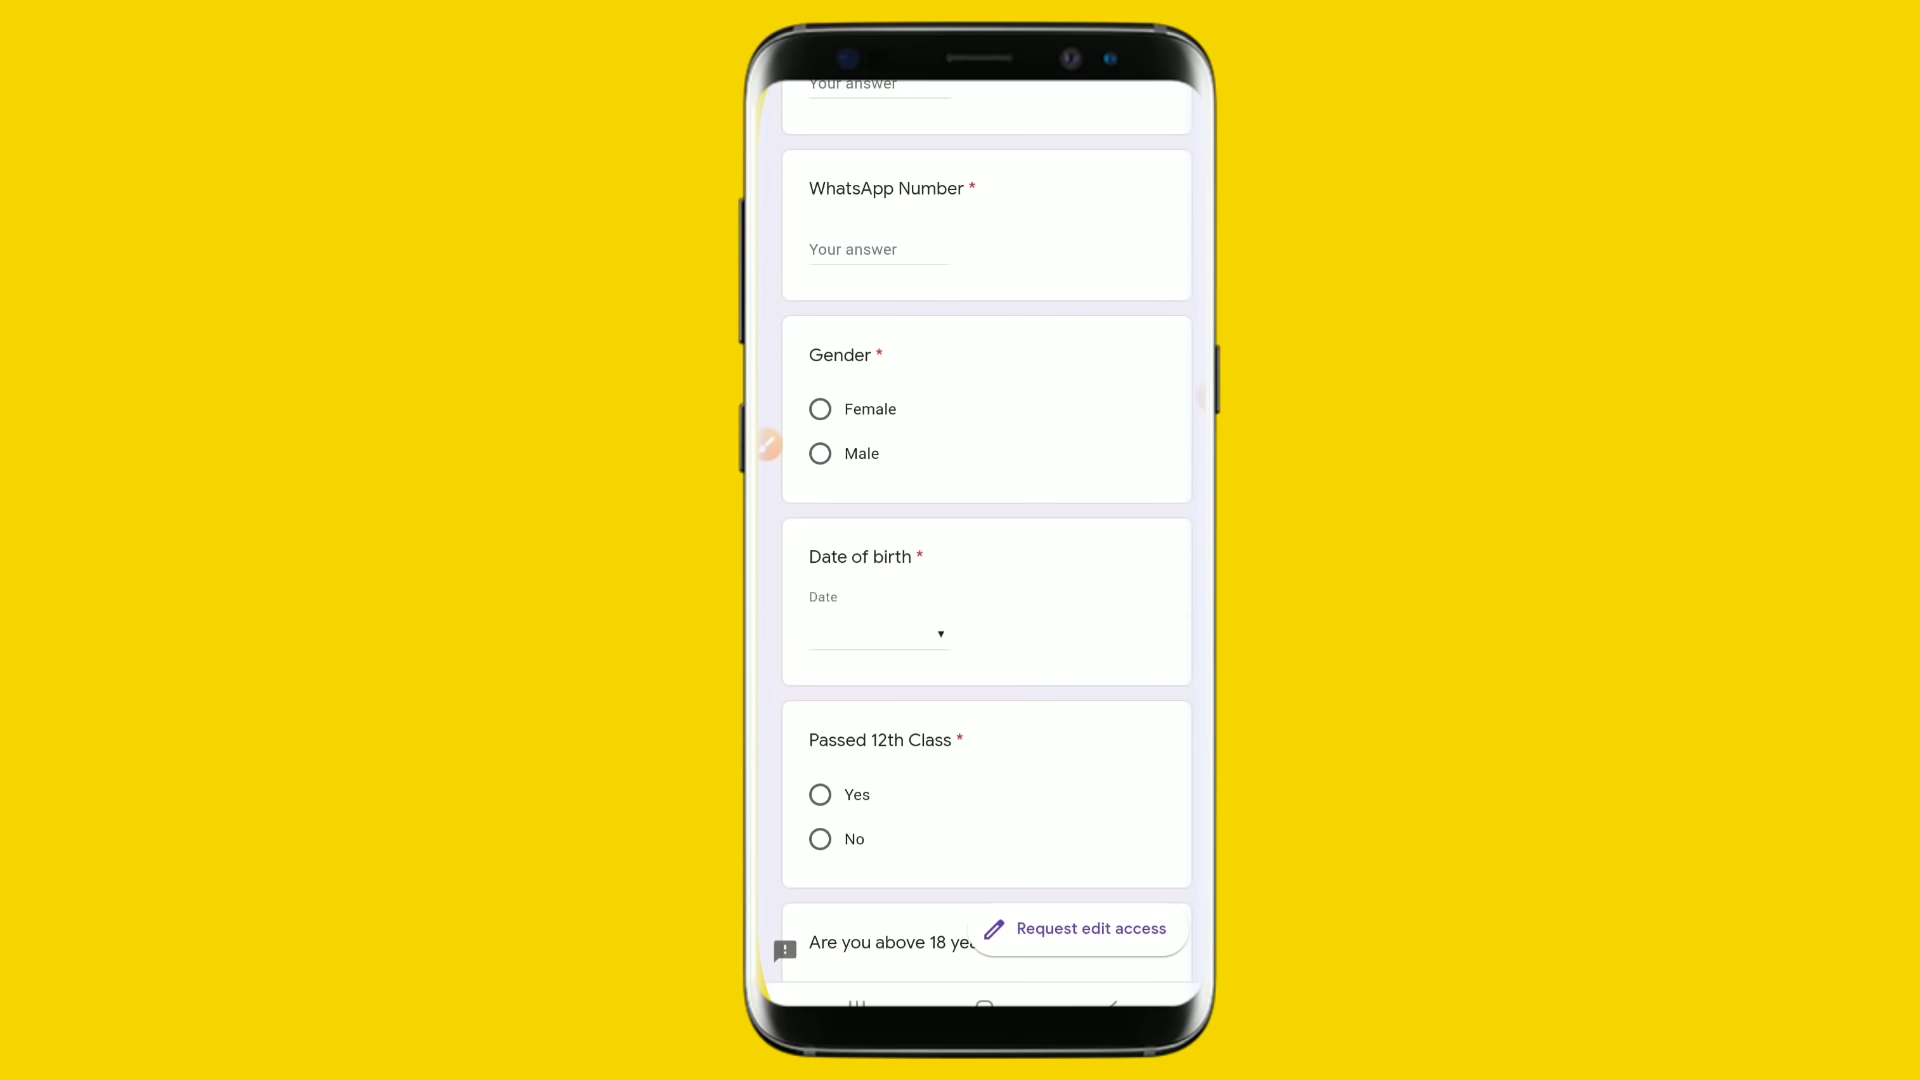 Your answer
WhatsApp Number *
Your answer
Gender *
Female
Male
Date of birth *
Date
Passed 12th Class *
Yes
No
Are you above 18
Request edit access